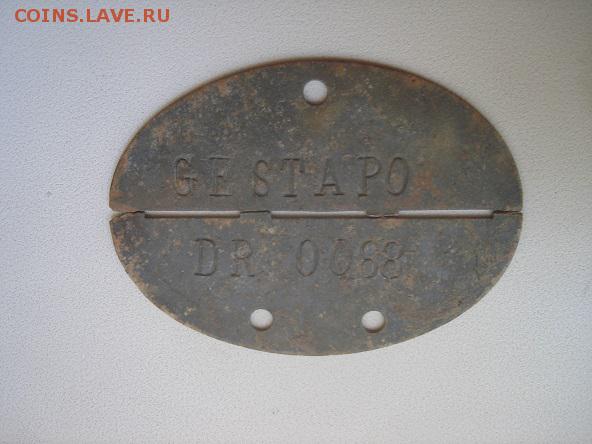 COINS.LAVE.RU
GESTAPO
DR 0088